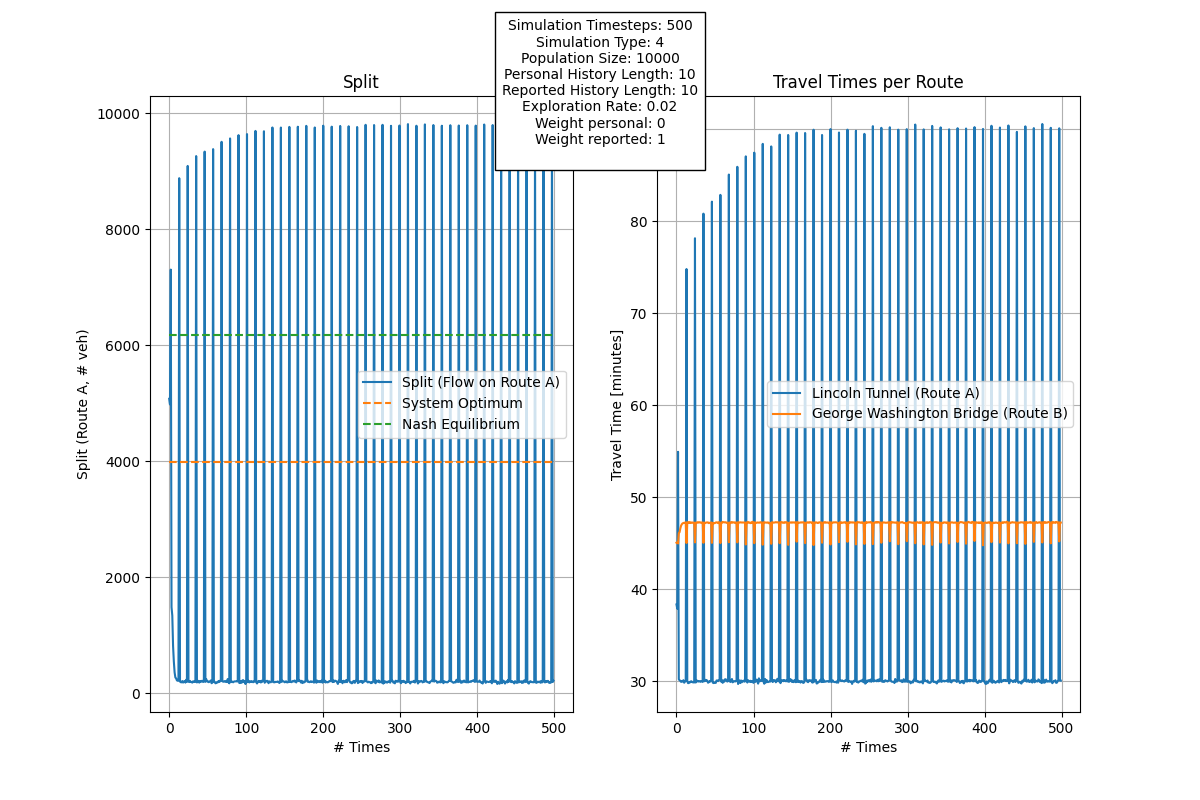 Simulation Timesteps: 500
Simulation Type: 4
Population Size: 10000
Personal History Length: 10
Reported History Length: 10
Exploration Rate: 0.02
Weight personal: 0
Weight reported: 1
Split
10000
8000
6000
4000
2000
0
Split (Route A, # veh)
Split (Flow on Route A)
System Optimum
Nash Equilibrium
0 100 200 300 400 500
# Times
Travel Times per Route
80
70
60
50
40
30
Travel Time [minutes]
Lincoln Tunnel (Route A)
George Washington Bridge (Route B)
0 100 200 300 400 500
# Times